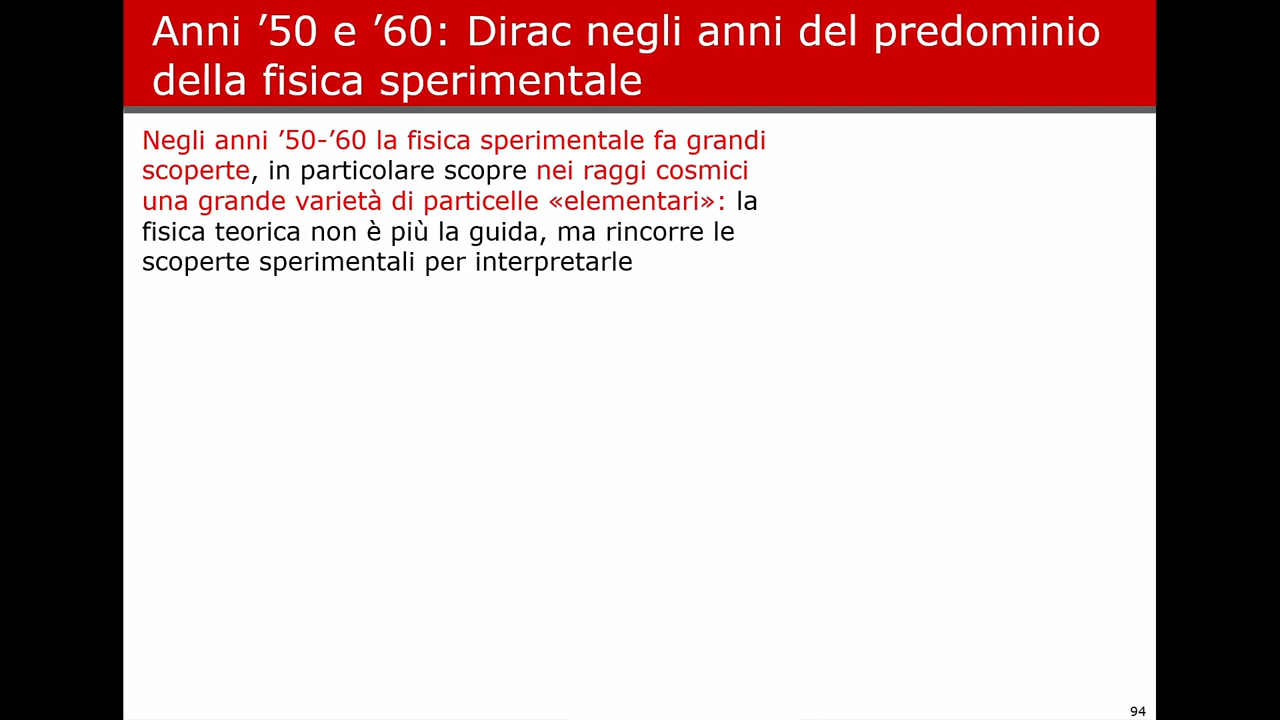 Anni ’50 e ’60: Dirac negli anni del predominio
della fisica sperimentale
Negli anni ’50-’60 la fisica sperimentale fa grandi
scoperte, in particolare scopre nei raggi cosmici
una grande varietà di particelle «elementari»: la
fisica teorica non è più la guida, ma rincorre le
scoperte sperimentali per interpretarle
94